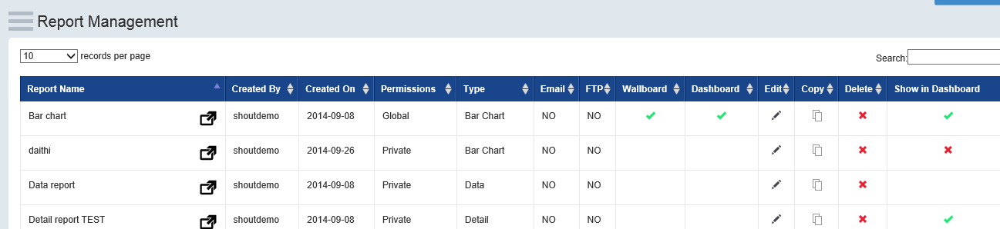 Report Management
10 records per page
Search:
Report Name Created By Created On Permissions Type Email FTP Wallboard Dashboard Edit Copy Delete Show in Dashboard
Bar chart shoutdemo 2014-09-08 Global Bar Chart NO NO
daithi shoutdemo 2014-09-26 Private Bar Chart NO NO
Data report shoutdemo 2014-09-08 Private Data NO NO
Detail report TEST shoutdemo 2014-09-08 Private Detail NO NO